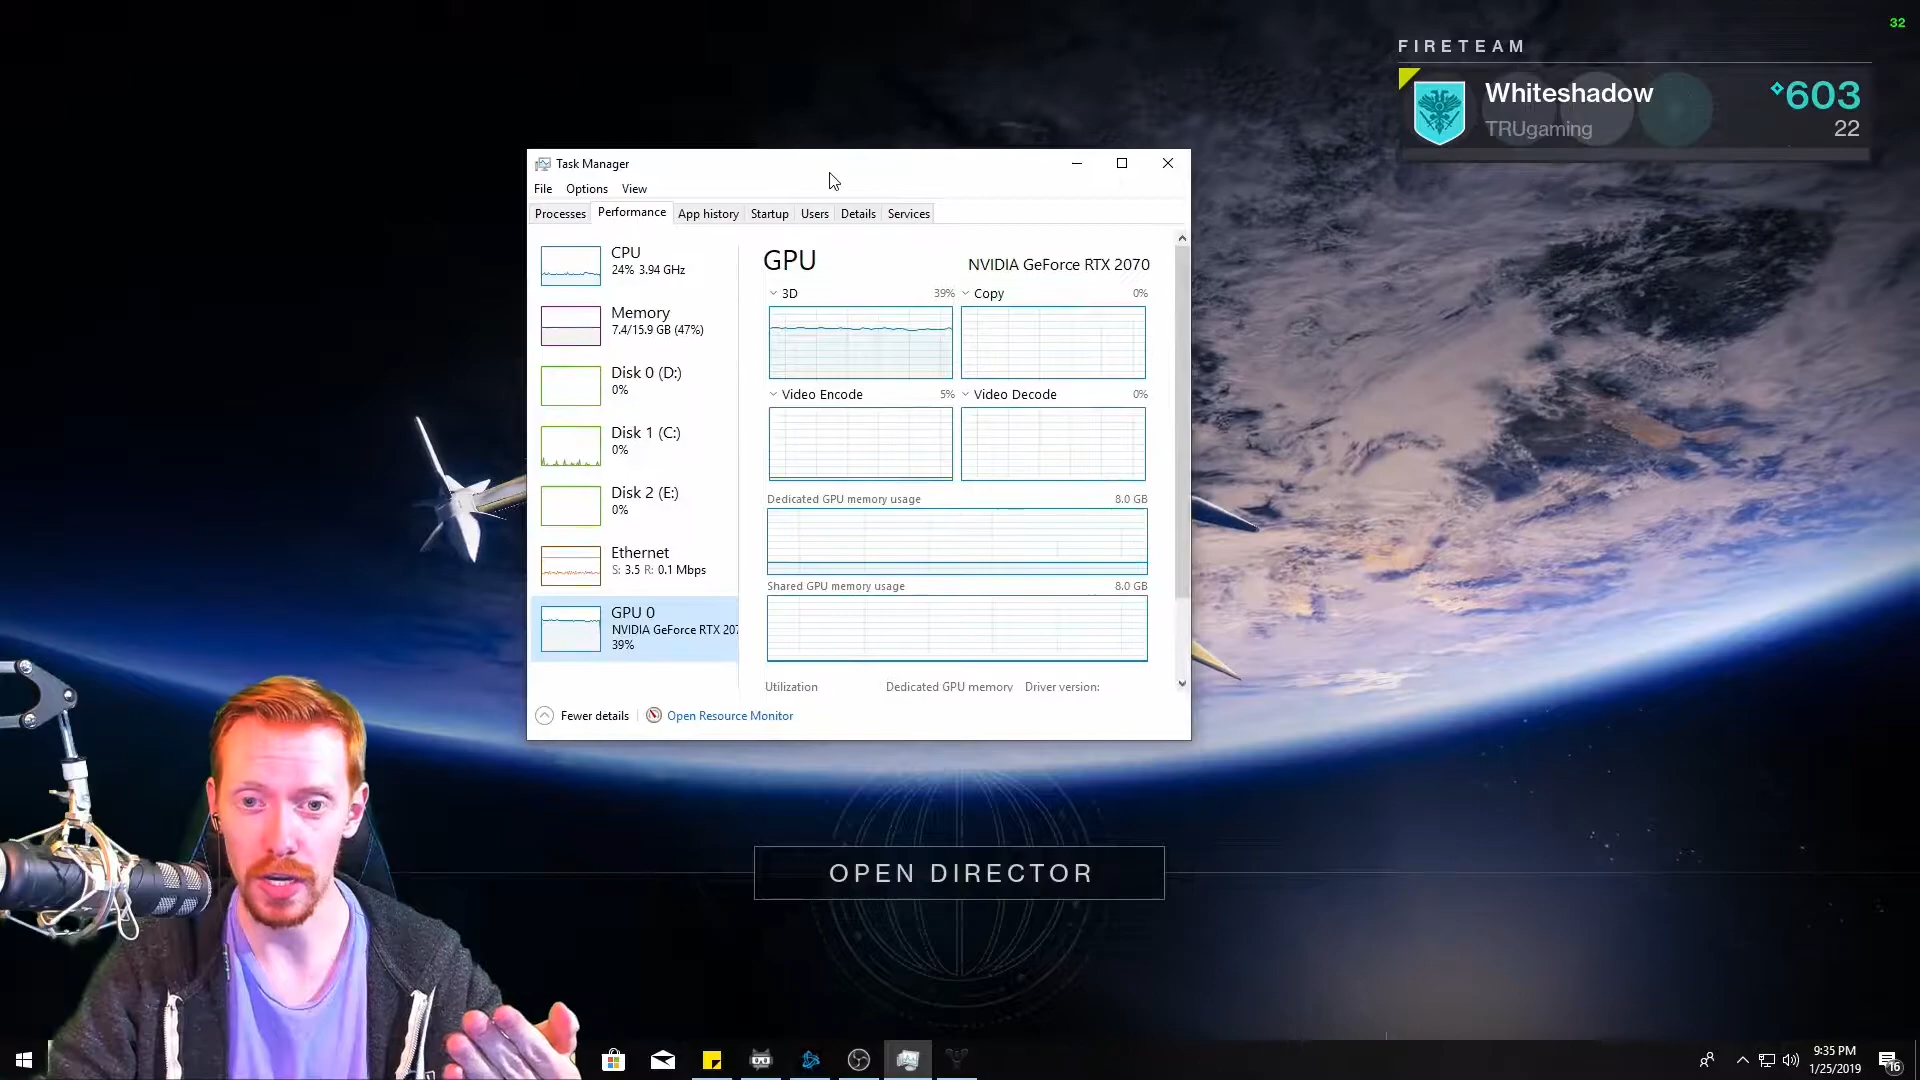 32
FIRETEAM
Whiteshadow
603
TRUgaming
22
Task Manager
File Options View
Processes Performance App history Startup Users Details Services
CPU
24% 3.94 GHz
Memory
7.4/15.9 GB (47%)
Disk 0 (D:)
0%
Disk 1 (C:)
0%
Disk 2 (E:)
0%
Ethernet
S: 3.5 R: 0.1 Mbps
GPU 0
NVIDIA GeForce RTX 207
39%
GPU
NVIDIA GeForce RTX 2070
3D 39%
Copy 0%
Video Encode 5%
Video Decode 0%
Dedicated GPU memory usage 8.0 GB
Shared GPU memory usage 8.0 GB
Utilization Dedicated GPU memory Driver version:
Fewer details
Open Resource Monitor
OPEN DIRECTOR
9:35 PM
1/25/2019
16